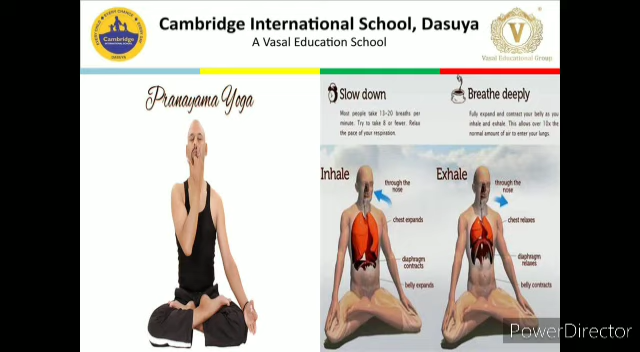 Cambridge International School, Dasuya
A Vasal Education School
Cambridge
Vasal Educational Group
V
Pranayama Yoga
Slow down
Most people take 13–20 breaths per
minute. Try to take 8 or fewer. Relax
the pace of your respiration.
Breathe deeply
Fully expand and contract your belly as you
inhale and exhale. This allows over 10x the
normal amount of air to enter your lungs.
Inhale
through the
nose
chest expands
diaphragm
contracts
belly expands
Exhale
through the
nose
chest relaxes
diaphragm
relaxes
belly contracts
PowerDirector